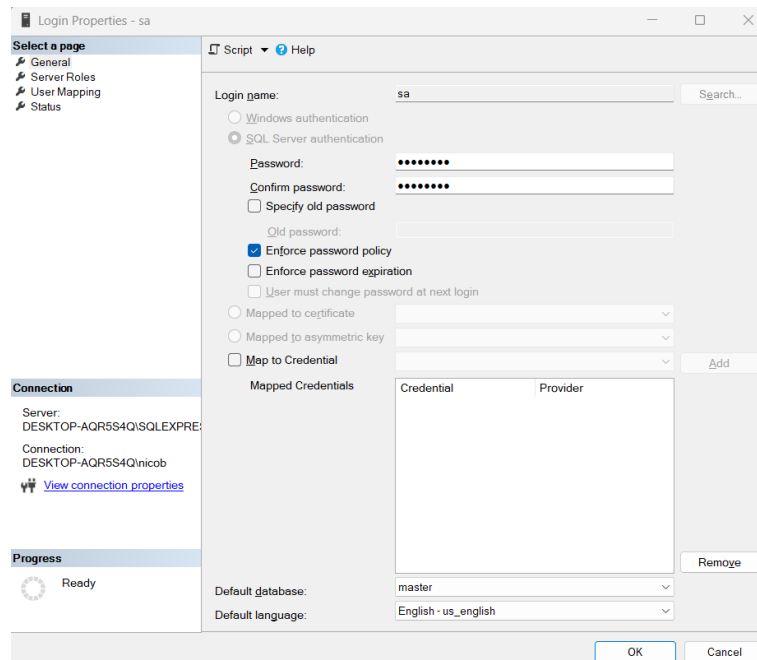 Login Properties - sa
Select a page
General
Server Roles
User Mapping
Status
Script
Help
Login name:
sa
Search...
Windows authentication
SQL Server authentication
Password:
●●●●●●●●
Confirm password:
●●●●●●●●
Specify old password
Old password:
Enforce password policy
Enforce password expiration
User must change password at next login
Mapped to certificate
Mapped to asymmetric key
Map to Credential
Add
Mapped Credentials
Credential
Provider
Remove
Default database:
master
Default language:
English - us_english
Connection
Server:
DESKTOP-AQR5S4Q\SQLEXPRE
Connection:
DESKTOP-AQR5S4Q\nicob
View connection properties
Progress
Ready
OK
Cancel